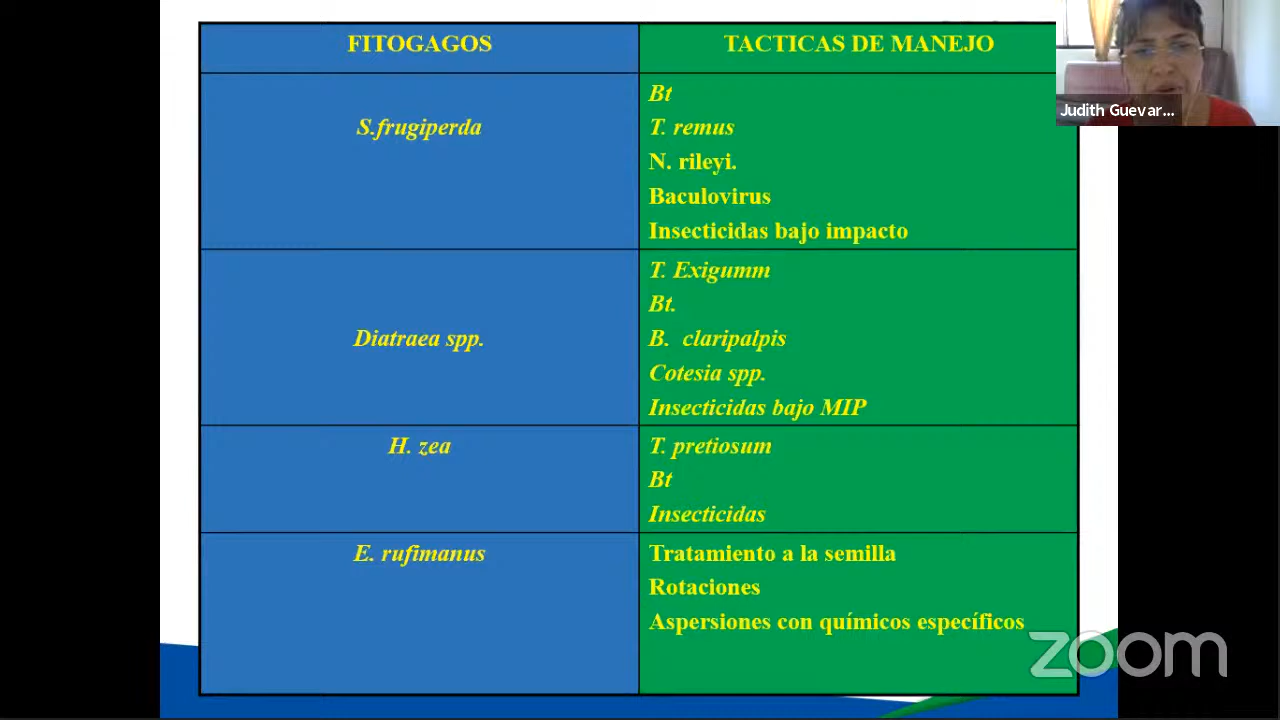 FITOGAGOS
TACTICAS DE MANEJO
S.frugiperda
Bt
T. remus
N. rileyi.
Baculovirus
Insecticidas bajo impacto
Diatraea spp.
T. Exigumm
Bt.
B. claripalpis
Cotesia spp.
Insecticidas bajo MIP
H. zea
T. pretiosum
Bt
Insecticidas
E. rufimanus
Tratamiento a la semilla
Rotaciones
Aspersiones con químicos específicos
Judith Guevar...
zoom